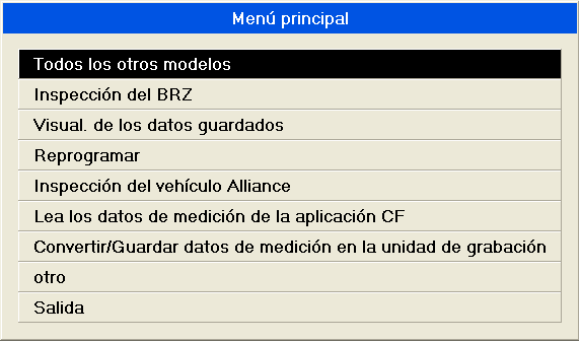 Menú principal
Todos los otros modelos
Inspección del BRZ
Visual. de los datos guardados
Reprogramar
Inspección del vehículo Alliance
Lea los datos de medición de la aplicación CF
Convertir/Guardar datos de medición en la unidad de grabación
otro
Salida